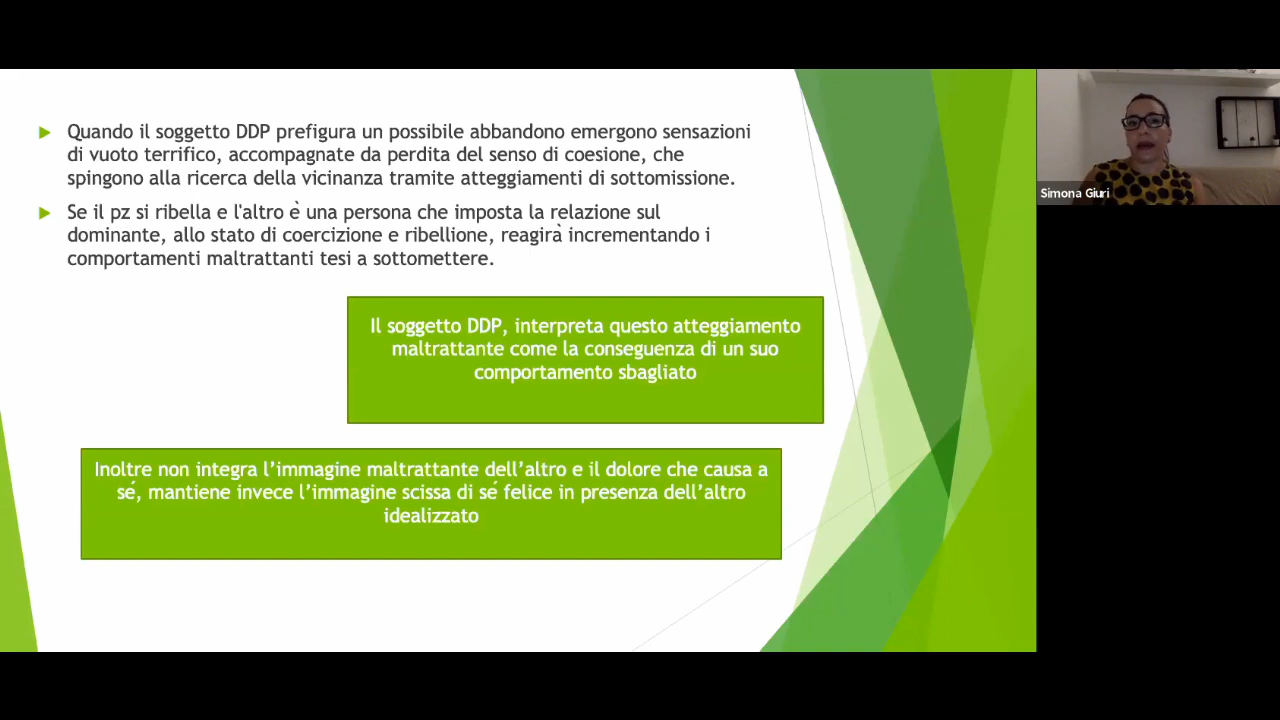 Quando il soggetto DDP prefigura un possibile abbandono emergono sensazioni
di vuoto terrifico, accompagnate da perdita del senso di coesione, che
spingono alla ricerca della vicinanza tramite atteggiamenti di sottomissione.
Se il pz si ribella e l'altro è una persona che imposta la relazione sul
dominante, allo stato di coercizione e ribellione, reagirà incrementando i
comportamenti maltrattanti tesi a sottomettere.
Il soggetto DDP, interpreta questo atteggiamento
maltrattante come la conseguenza di un suo
comportamento sbagliato
Inoltre non integra l’immagine maltrattante dell’altro e il dolore che causa a
sé, mantiene invece l’immagine scissa di sé felice in presenza dell’altro
idealizzato
Simona Giuri